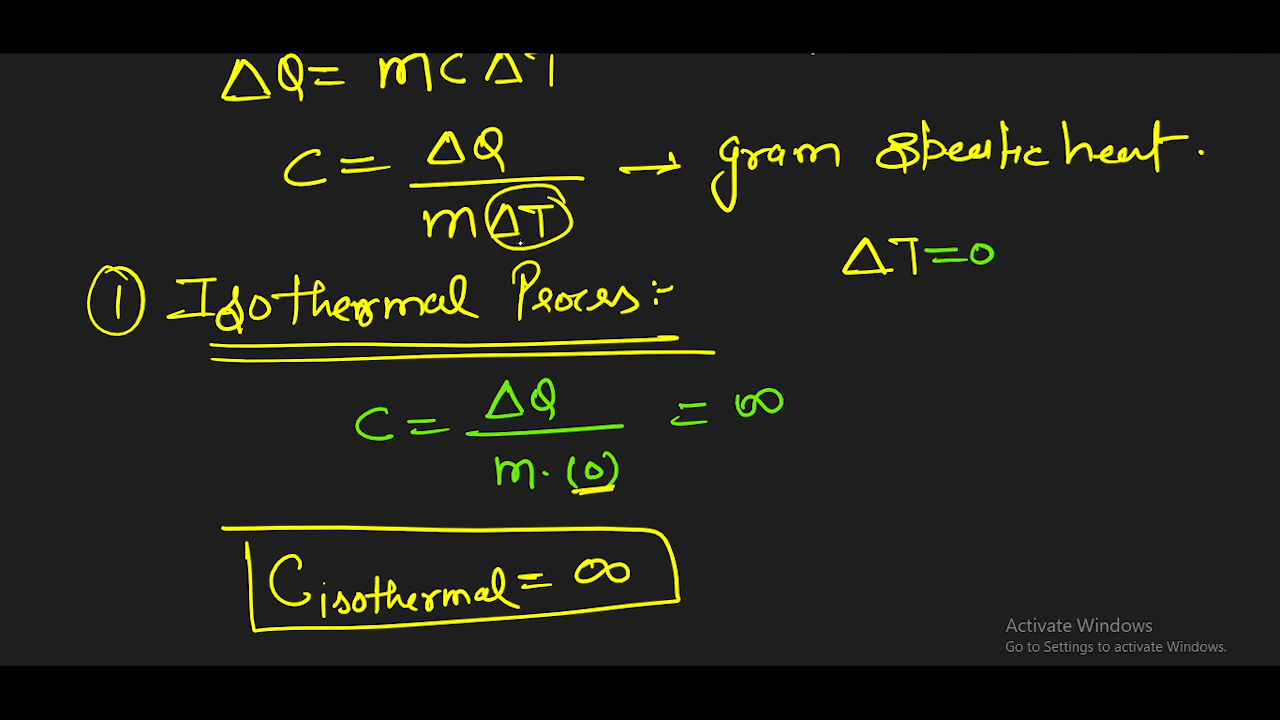 ΔQ = mCΔT
C = ΔQ / mΔT → gram specific heat.
ΔT = 0
① Isothermal Process :-
C = ΔQ / m·(0) = ∞
C isothermal = ∞
Activate Windows
Go to Settings to activate Windows.